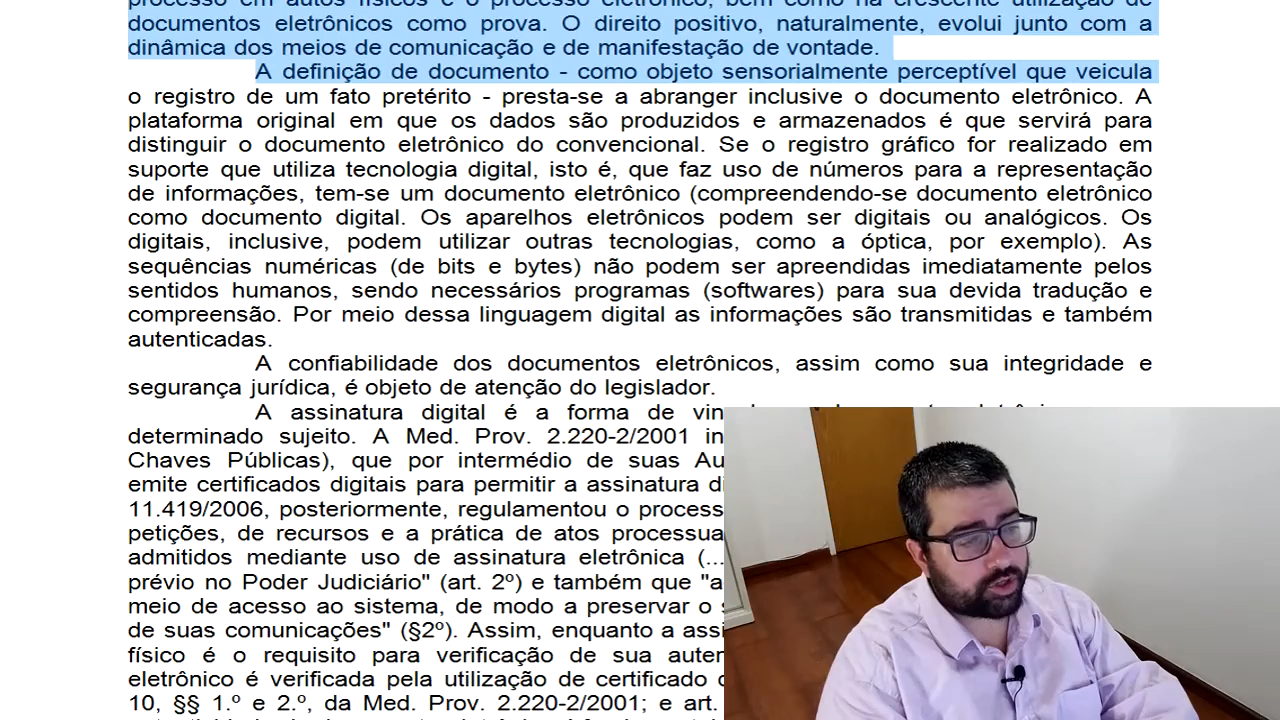 processo em autos físicos e o processo eletrônico, bem como na crescente utilização de
documentos eletrônicos como prova. O direito positivo, naturalmente, evolui junto com a
dinâmica dos meios de comunicação e de manifestação de vontade.
A definição de documento - como objeto sensorialmente perceptível que veicula
o registro de um fato pretérito - presta-se a abranger inclusive o documento eletrônico. A
plataforma original em que os dados são produzidos e armazenados é que servirá para
distinguir o documento eletrônico do convencional. Se o registro gráfico for realizado em
suporte que utiliza tecnologia digital, isto é, que faz uso de números para a representação
de informações, tem-se um documento eletrônico (compreendendo-se documento eletrônico
como documento digital. Os aparelhos eletrônicos podem ser digitais ou analógicos. Os
digitais, inclusive, podem utilizar outras tecnologias, como a óptica, por exemplo). As
sequências numéricas (de bits e bytes) não podem ser apreendidas imediatamente pelos
sentidos humanos, sendo necessários programas (softwares) para sua devida tradução e
compreensão. Por meio dessa linguagem digital as informações são transmitidas e também
autenticadas.
A confiabilidade dos documentos eletrônicos, assim como sua integridade e
segurança jurídica, é objeto de atenção do legislador.
A assinatura digital é a forma de
determinado sujeito. A Med. Prov. 2.220-2/2001
Chaves Públicas), que por intermédio de suas
emite certificados digitais para permitir a assinatura
11.419/2006, posteriormente, regulamentou o
petições, de recursos e a prática de atos
admitidos mediante uso de assinatura eletrônica (...
prévio no Poder Judiciário" (art. 2º) e também que "a
meio de acesso ao sistema, de modo a preservar o
de suas comunicações" (§2º). Assim, enquanto a
físico é o requisito para verificação de sua
eletrônico é verificada pela utilização de certificado
10, §§ 1.º e 2.º, da Med. Prov. 2.220-2/2001; e art.